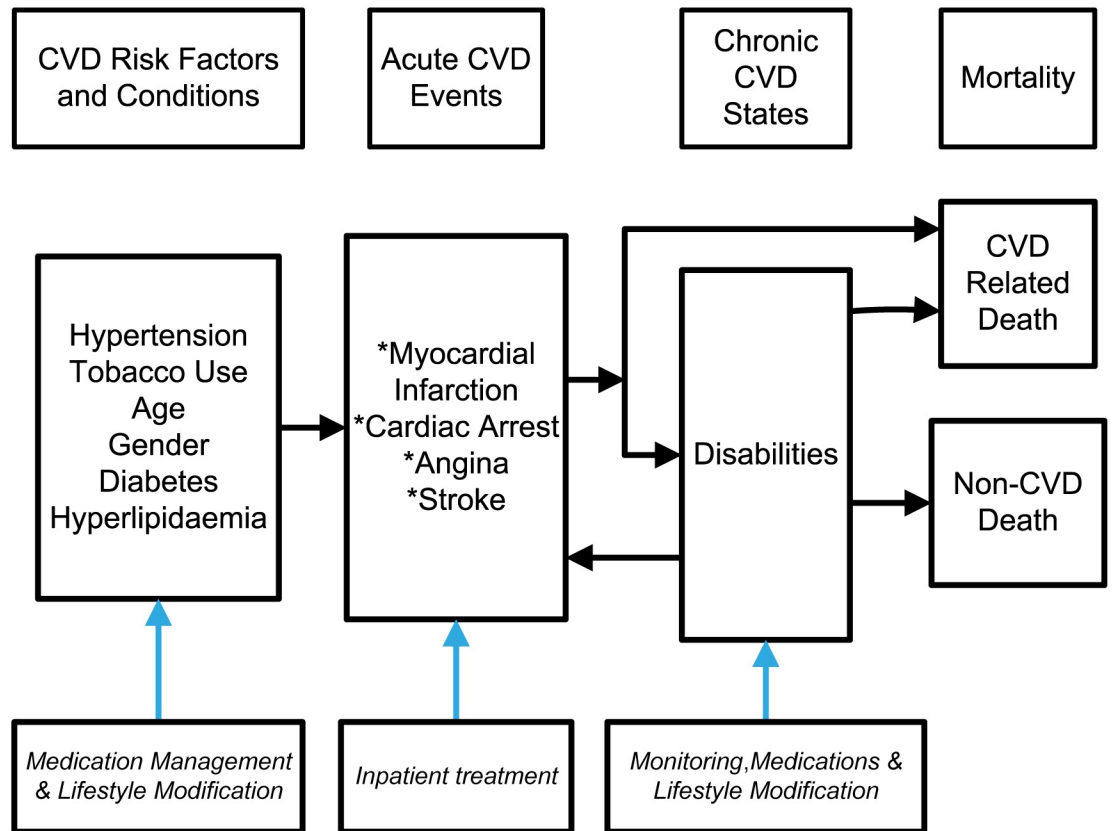 CVD Risk Factors
and Conditions
Acute CVD
Events
Chronic
CVD
States
Mortality
Hypertension
Tobacco Use
Age
Gender
Diabetes
Hyperlipidaemia
*Myocardial
Infarction
*Cardiac Arrest
*Angina
*Stroke
Disabilities
CVD
Related
Death
Non-CVD
Death
Medication Management
& Lifestyle Modification
Inpatient treatment
Monitoring,Medications &
Lifestyle Modification